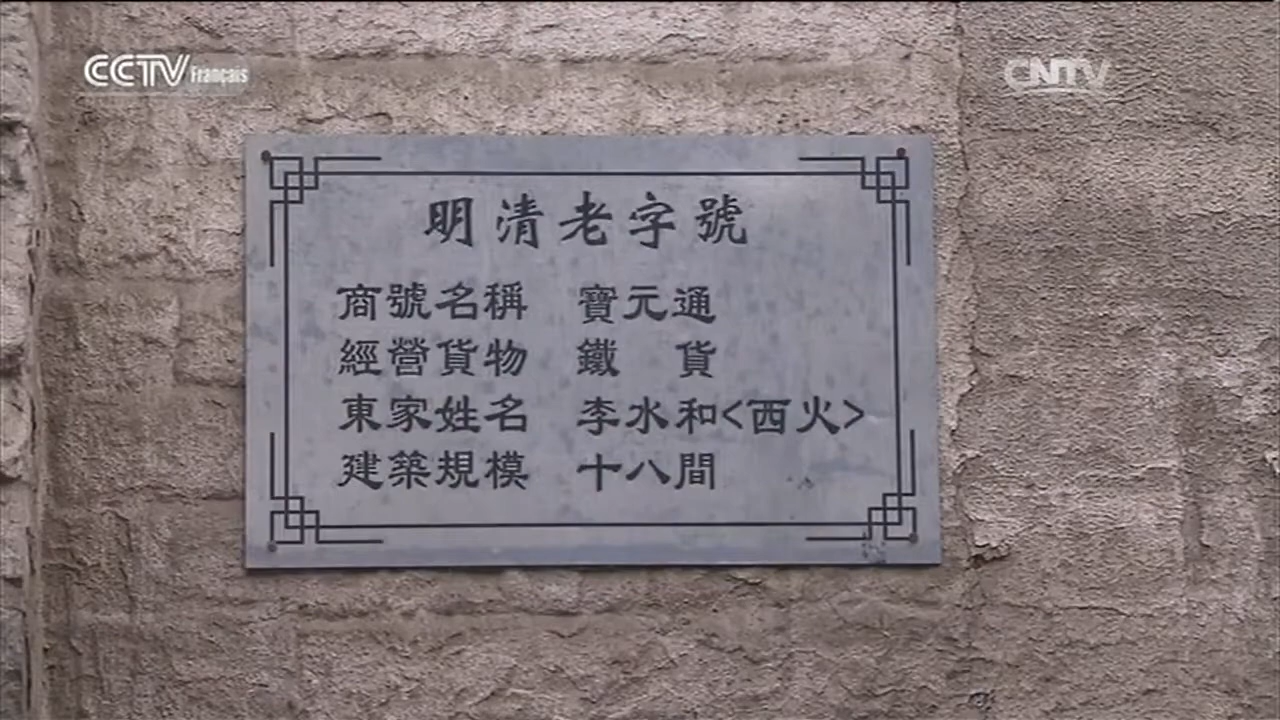 CCTV Français
CNTV
明清老字號
商號名稱 寶元通
經營貨物 鐵 貨
東家姓名 李水和<西火>
建築規模 十八間